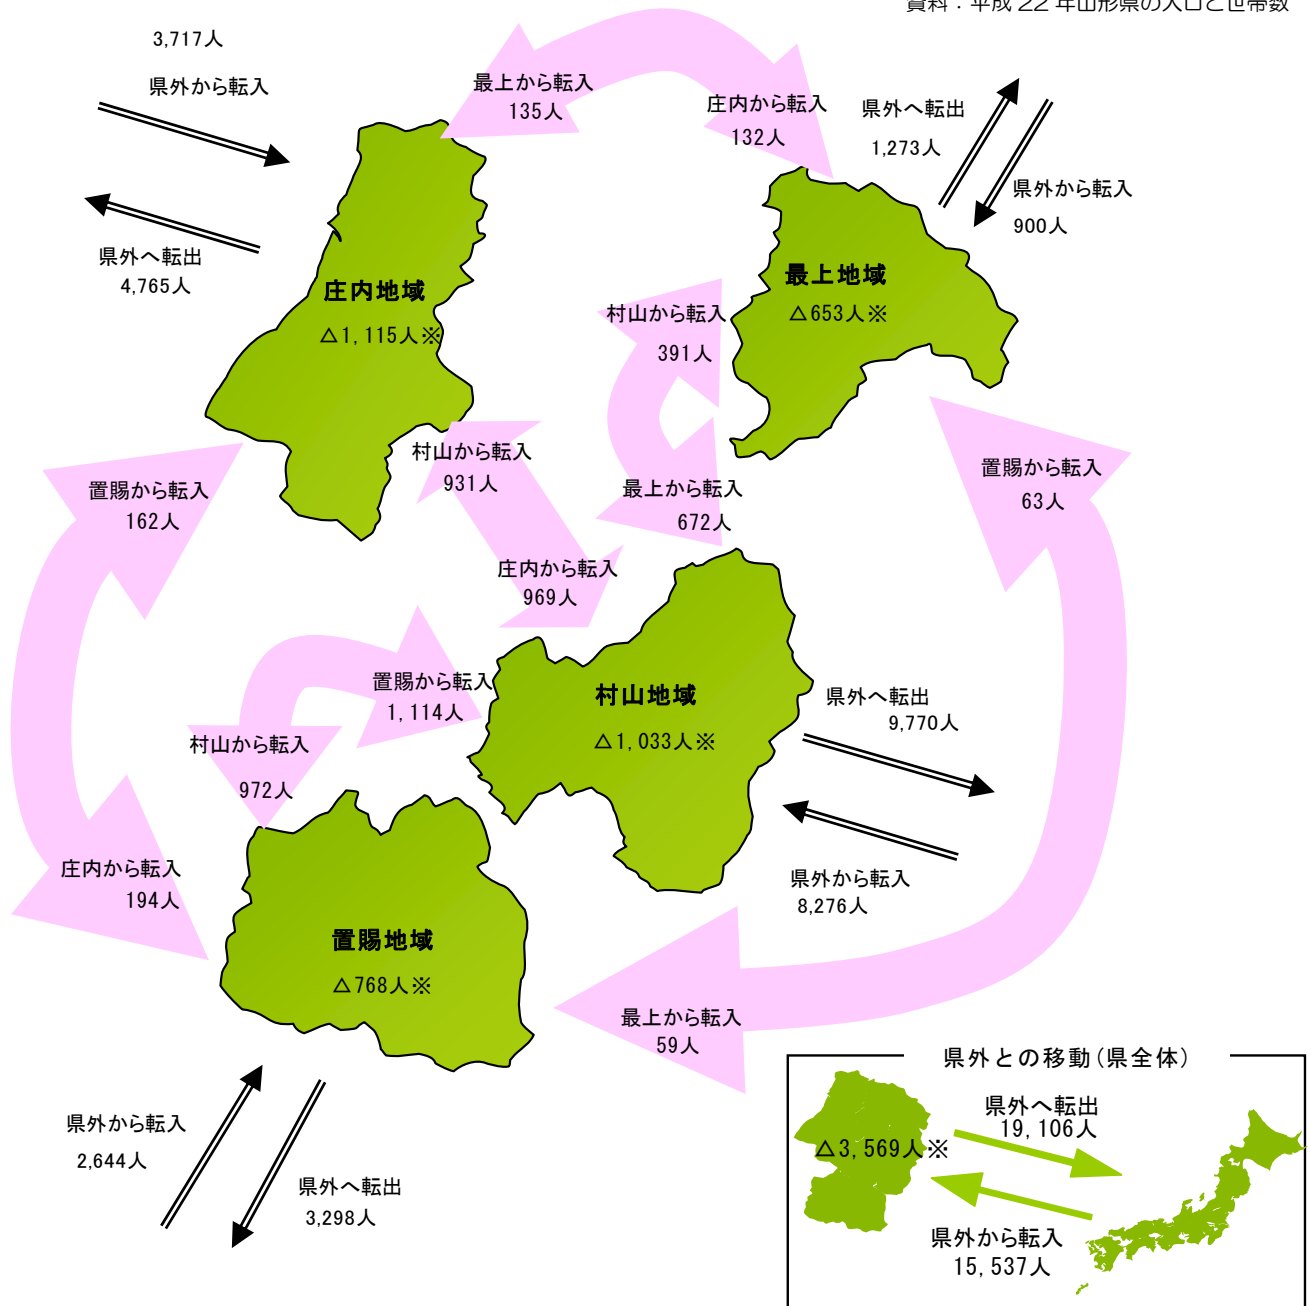 資料：平成22年山形県の人口と世帯数
3,717人
県外から転入
県外へ転出
4,765人
最上から転入
135人
庄内から転入
132人
県外へ転出
1,273人
県外から転入
900人
庄内地域
△1,115人※
最上地域
△653人※
村山から転入
391人
村山から転入
931人
最上から転入
672人
置賜から転入
162人
置賜から転入
63人
庄内から転入
969人
置賜から転入
1,114人
村山地域
△1,033人※
県外へ転出
9,770人
村山から転入
972人
県外から転入
8,276人
庄内から転入
194人
置賜地域
△768人※
最上から転入
59人
県外から転入
2,644人
県外へ転出
3,298人
県外との移動(県全体)
県外へ転出
19,106人
△3,569人※
県外から転入
15,537人